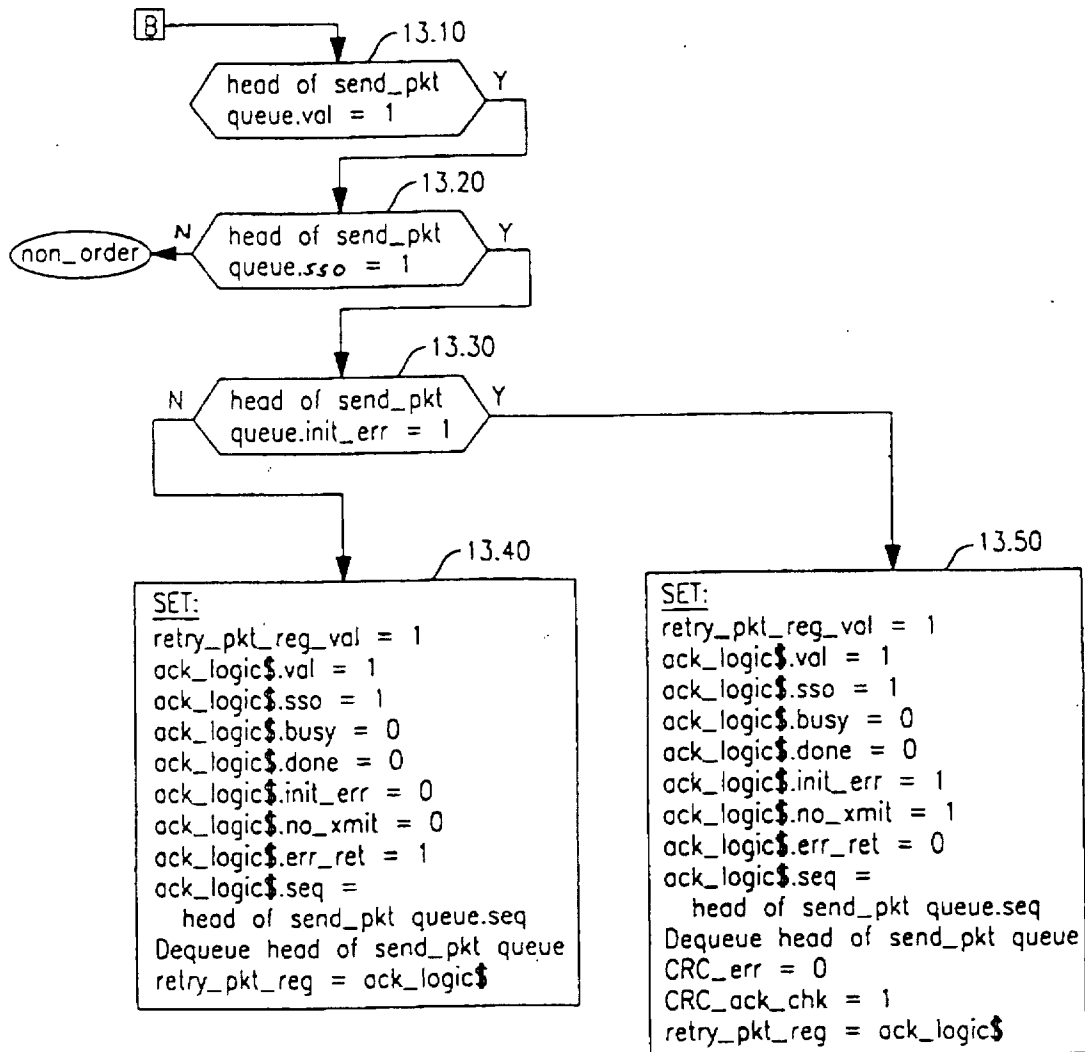 B
13.10
head of send_pkt
queue.val = 1
Y
13.20
N
head of send_pkt
queue.sso = 1
Y
non_order
13.30
N
head of send_pkt
queue.init_err = 1
Y
13.40
SET:
retry_pkt_reg_val = 1
ack_logic$.val = 1
ack_logic$.sso = 1
ack_logic$.busy = 0
ack_logic$.done = 0
ack_logic$.init_err = 0
ack_logic$.no_xmit = 0
ack_logic$.err_ret = 1
ack_logic$.seq =
head of send_pkt queue.seq
Dequeue head of send_pkt queue
retry_pkt_reg = ack_logic$
13.50
SET:
retry_pkt_reg_val = 1
ack_logic$.val = 1
ack_logic$.sso = 1
ack_logic$.busy = 0
ack_logic$.done = 0
ack_logic$.init_err = 1
ack_logic$.no_xmit = 1
ack_logic$.err_ret = 0
ack_logic$.seq =
head of send_pkt queue.seq
Dequeue head of send_pkt queue
CRC_err = 0
CRC_ack_chk = 1
retry_pkt_reg = ack_logic$